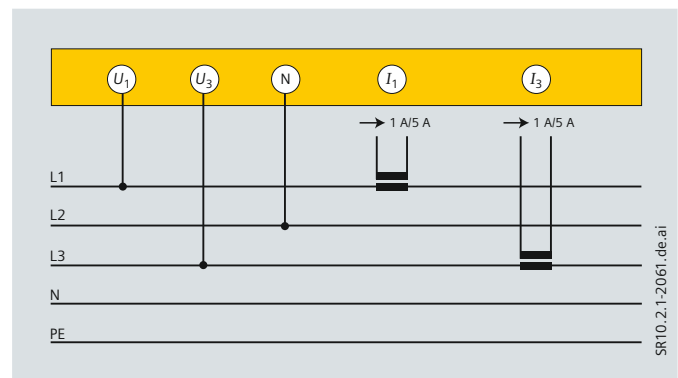 U1 U3 N I1 I3
1 A/5 A 1 A/5 A
L1
L2
L3
N
PE
SR10.2.1-2061.de.ai